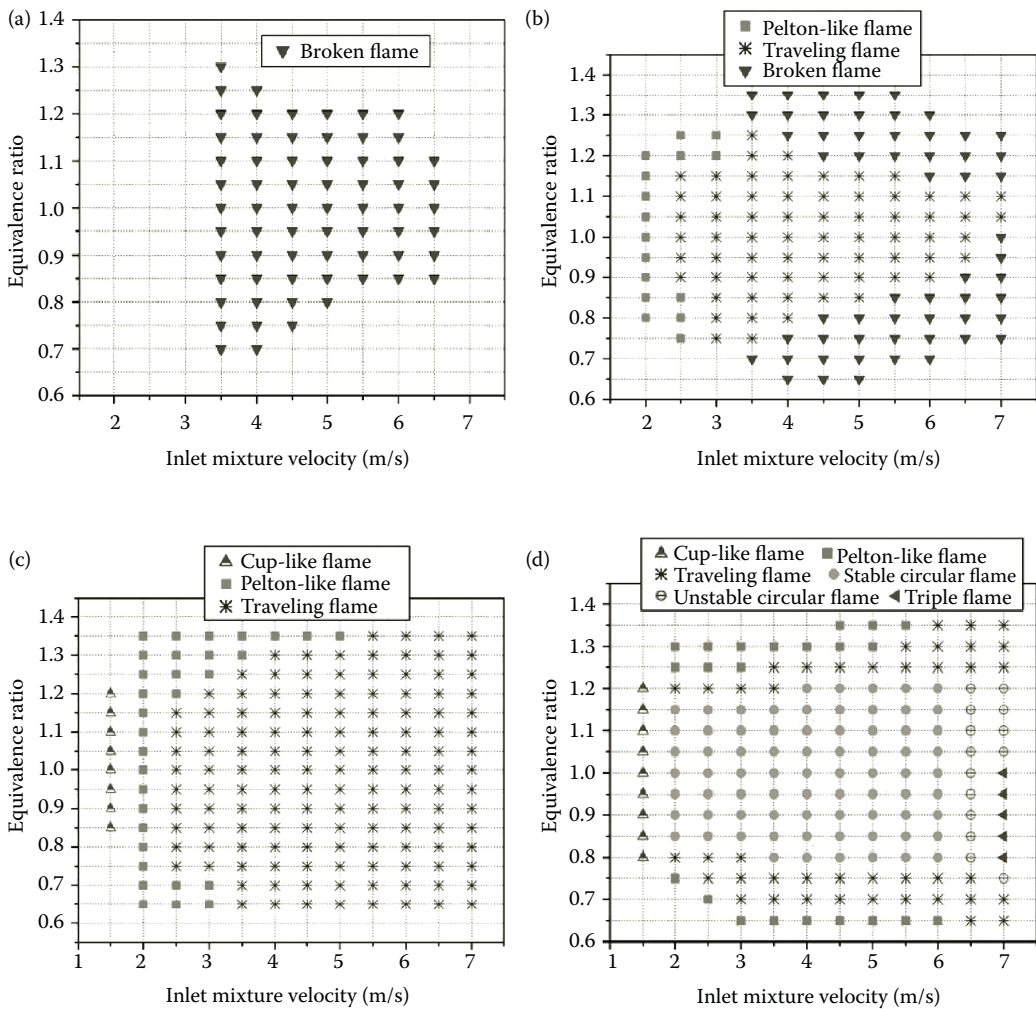 (a)
Broken flame
Equivalence ratio
1.4
1.3
1.2
1.1
1.0
0.9
0.8
0.7
0.6
2 3 4 5 6 7
Inlet mixture velocity (m/s)
(b)
Pelton-like flame
Traveling flame
Broken flame
Equivalence ratio
1.4
1.3
1.2
1.1
1.0
0.9
0.8
0.7
0.6
2 3 4 5 6 7
Inlet mixture velocity (m/s)
(c)
Cup-like flame
Pelton-like flame
Traveling flame
Equivalence ratio
1.4
1.3
1.2
1.1
1.0
0.9
0.8
0.7
0.6
1 2 3 4 5 6 7
Inlet mixture velocity (m/s)
(d)
Cup-like flame Pelton-like flame
Traveling flame Stable circular flame
Unstable circular flame Triple flame
Equivalence ratio
1.4
1.3
1.2
1.1
1.0
0.9
0.8
0.7
0.6
1 2 3 4 5 6 7
Inlet mixture velocity (m/s)